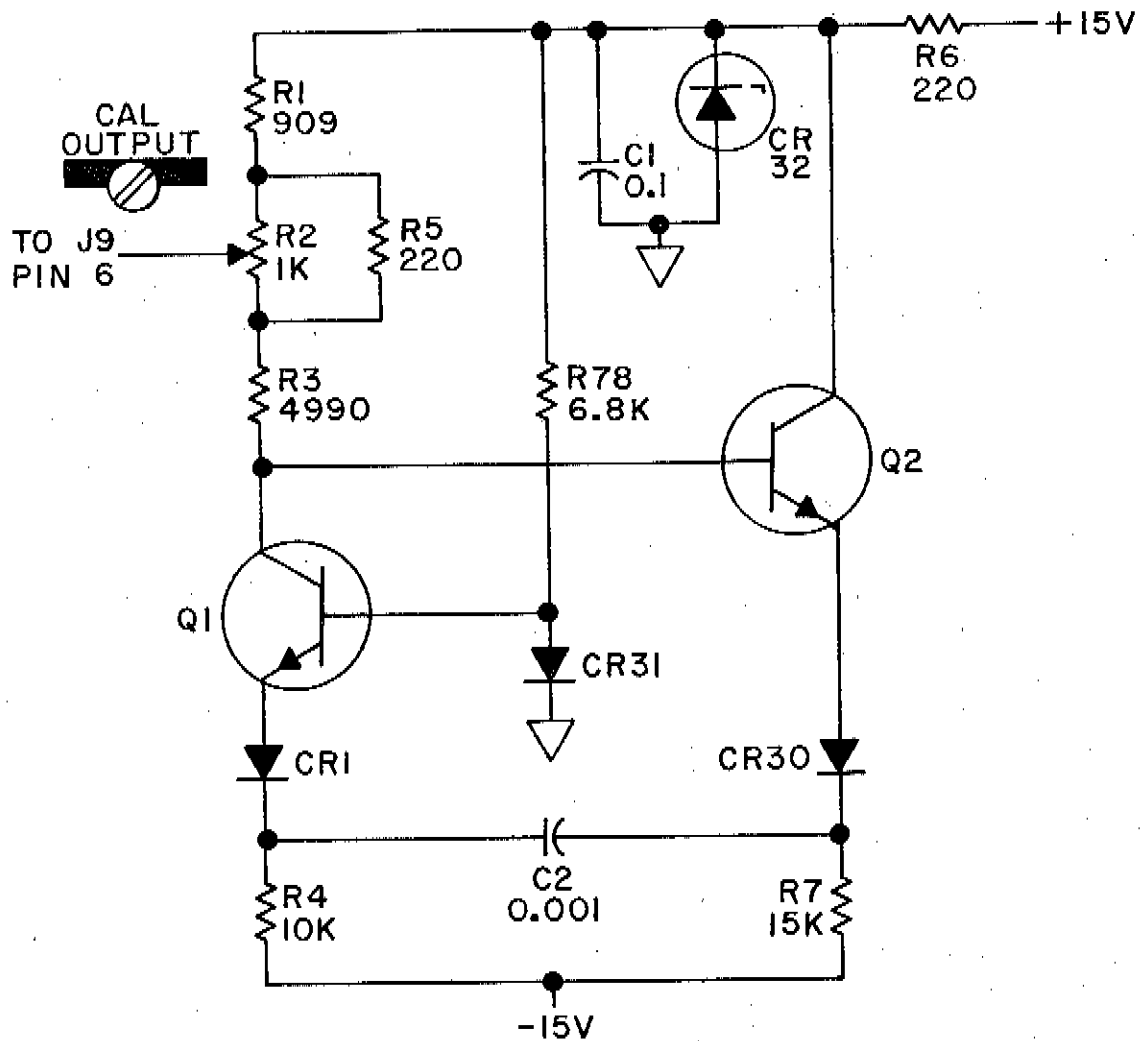 +15V
R6
220
R1
909
CAL
OUTPUT
C1
0.1
CR
32
TO J9
PIN 6
R2
1K
R5
220
R3
4990
R78
6.8K
Q2
Q1
CR31
CR1
CR30
C2
0.001
R4
10K
R7
15K
-15V